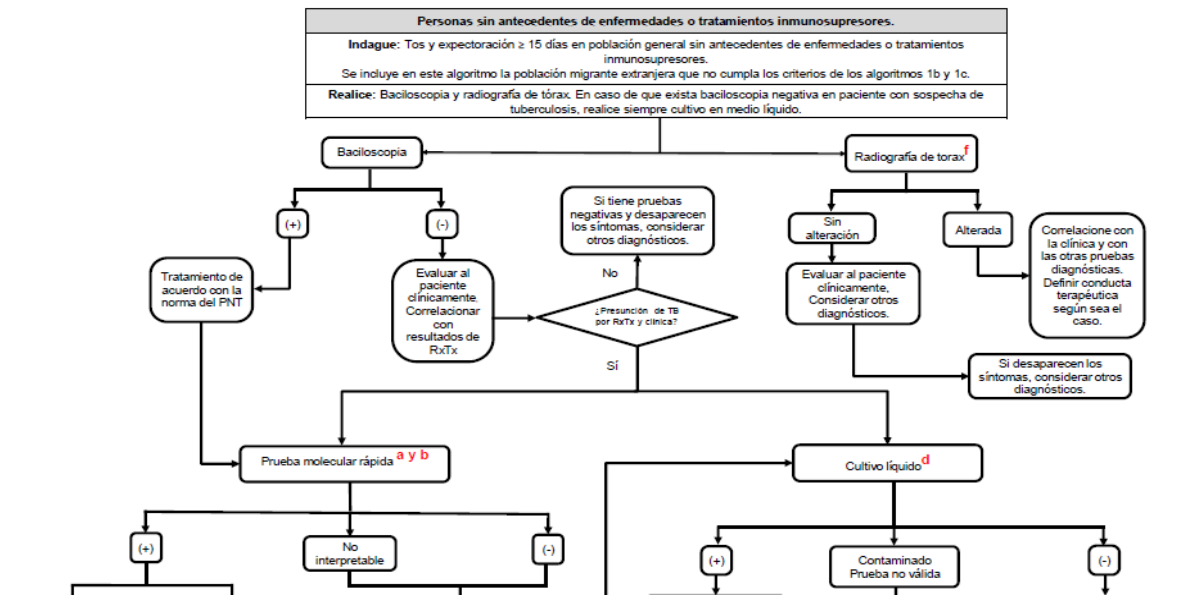 Personas sin antecedentes de enfermedades o tratamientos inmunosupresores.
Indague: Tos y expectoración ≥ 15 días en población general sin antecedentes de enfermedades o tratamientos
inmunosupresores.
Se incluye en este algoritmo la población migrante extranjera que no cumpla los criterios de los algoritmos 1b y 1c.
Realice: Baciloscopia y radiografía de tórax. En caso de que exista baciloscopia negativa en paciente con sospecha de
tuberculosis, realice siempre cultivo en medio líquido.
Baciloscopia
Radiografía de torax f
(+)
(-)
Si tiene pruebas
negativas y desaparecen
los síntomas, considerar
otros diagnósticos.
Sin
alteración
Alterada
Correlacione con
la clínica y con
las otras pruebas
diagnósticas.
Definir conducta
terapéutica
según sea el
caso.
Tratamiento de
acuerdo con la
norma del PNT
Evaluar al
paciente
clínicamente.
Correlacionar
con
resultados de
RxTx
No
¿Presunción de TB
por RxTx y clínica?
Sí
Evaluar al paciente
clínicamente,
Considerar otros
diagnósticos.
Si desaparecen los
síntomas, considerar otros
diagnósticos.
Prueba molecular rápida a y b
Cultivo líquido d
(+)
No
interpretable
(-)
(+)
Contaminado
Prueba no válida
(-)